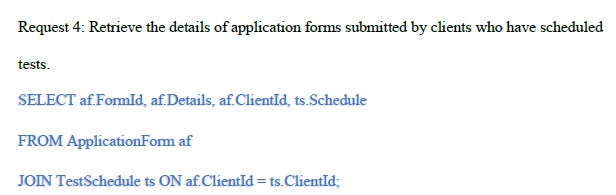 Request 4: Retrieve the details of application forms submitted by clients who have scheduled
tests.
SELECT af.FormId, af.Details, af.ClientId, ts.Schedule
FROM ApplicationForm af
JOIN TestSchedule ts ON af.ClientId = ts.ClientId;